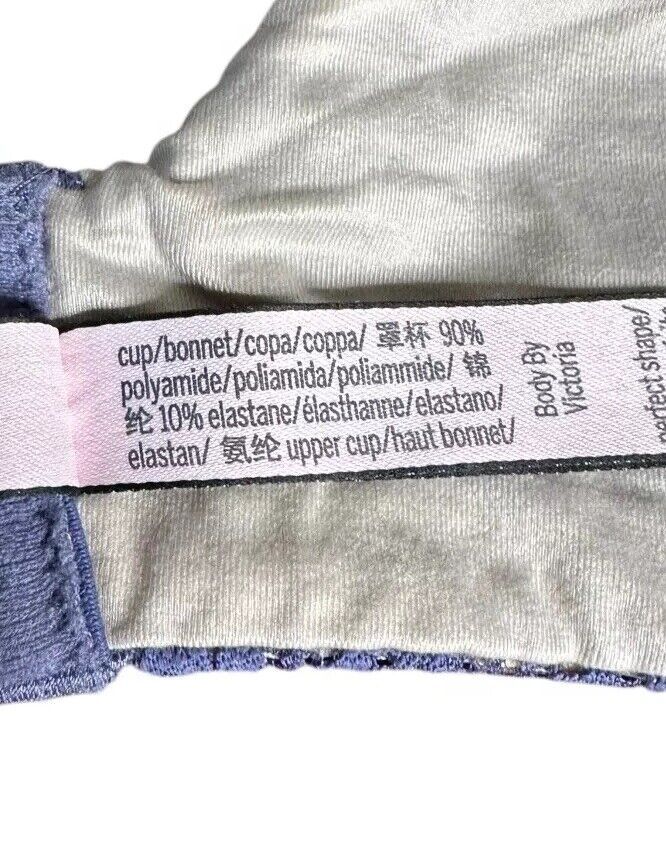 cup/bonnet/copa/coppa/ 罩杯 90%
polyamide/poliamida/poliammide/ 锦
纶 10% elastane/élasthanne/elastano/
elastan/ 氨纶 upper cup/haut bonnet/
Body By
Victoria
perfect shape/